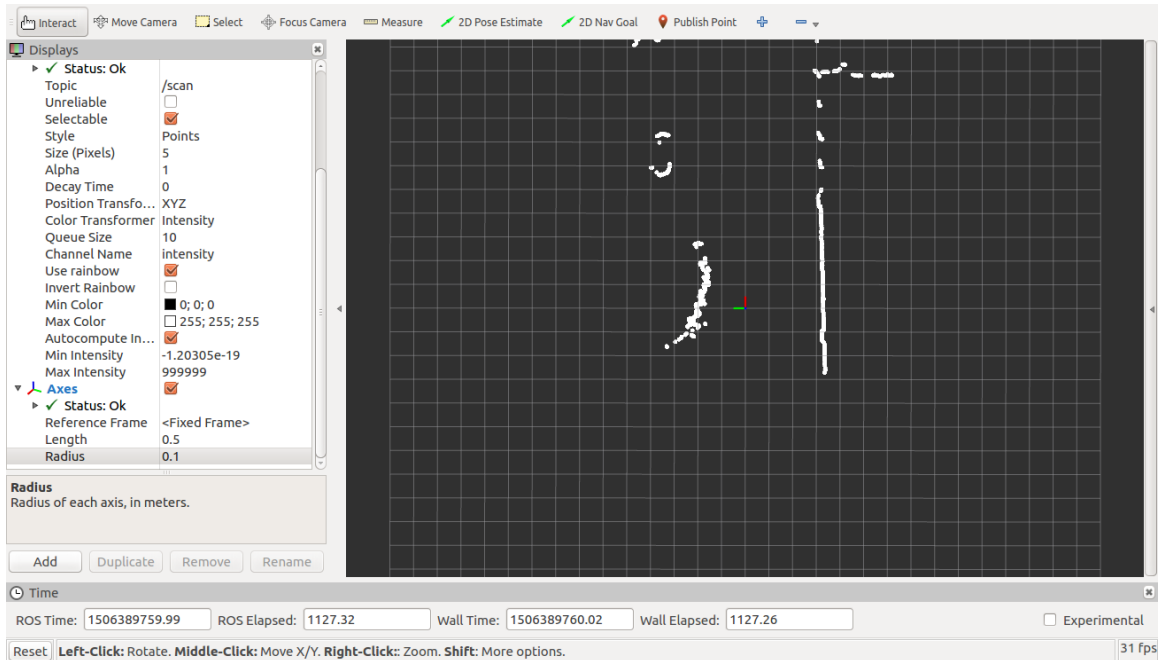 Interact Move Camera Select Focus Camera Measure 2D Pose Estimate 2D Nav Goal Publish Point
Displays
Status: Ok
Topic /scan
Unreliable
Selectable
Style Points
Size (Pixels) 5
Alpha 1
Decay Time 0
Position Transfo... XYZ
Color Transformer Intensity
Queue Size 10
Channel Name intensity
Use rainbow
Invert Rainbow
Min Color 0; 0; 0
Max Color 255; 255; 255
Autocompute In...
Min Intensity -1.20305e-19
Max Intensity 999999
Axes
Status: Ok
Reference Frame <Fixed Frame>
Length 0.5
Radius 0.1
Radius
Radius of each axis, in meters.
Add Duplicate Remove Rename
Time
ROS Time: 1506389759.99 ROS Elapsed: 1127.32 Wall Time: 1506389760.02 Wall Elapsed: 1127.26 Experimental
Reset Left-Click: Rotate. Middle-Click: Move X/Y. Right-Click:: Zoom. Shift: More options. 31 fps